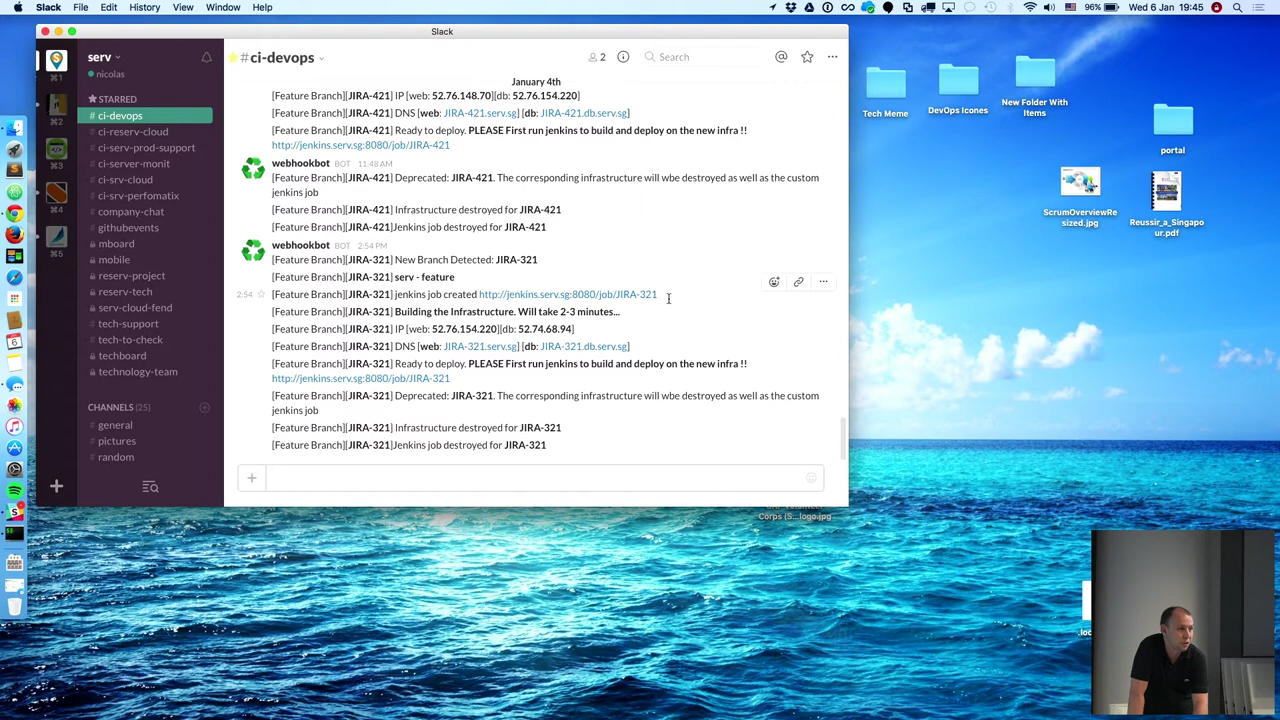 Slack File Edit View History Window Help
96% Wed 6 Jan 19:45
Slack
serv
nicolas
#ci-devops
2
Search
⌘1
⌘2
⌘3
⌘4
⌘5
STARRED
# ci-devops
# ci-reserv-cloud
# ci-serv-prod-support
# ci-server-monit
# ci-srv-cloud
# ci-srv-perfomatix
# company-chat
# githubevents
mboard
# mobile
# reserv-project
# reserv-tech
serv-cloud-fend
# tech-support
# tech-to-check
techboard
technology-team
CHANNELS (25)
# general
# pictures
# random
January 4th
[Feature Branch][JIRA-421] IP [web: 52.76.148.70][db: 52.76.154.220]
[Feature Branch][JIRA-421] DNS [web: JIRA-421.serv.sg] [db: JIRA-421.db.serv.sg]
[Feature Branch][JIRA-421] Ready to deploy. PLEASE First run jenkins to build and deploy on the new infra !!
http://jenkins.serv.sg:8080/job/JIRA-421
webhookbot BOT 11:48 AM
[Feature Branch][JIRA-421] Deprecated: JIRA-421. The corresponding infrastructure will wbe destroyed as well as the custom
jenkins job
[Feature Branch][JIRA-421] Infrastructure destroyed for JIRA-421
[Feature Branch][JIRA-421]Jenkins job destroyed for JIRA-421
webhookbot BOT 2:54 PM
[Feature Branch][JIRA-321] New Branch Detected: JIRA-321
[Feature Branch][JIRA-321] serv - feature
2:54 [Feature Branch][JIRA-321] jenkins job created http://jenkins.serv.sg:8080/job/JIRA-321
[Feature Branch][JIRA-321] Building the Infrastructure. Will take 2-3 minutes...
[Feature Branch][JIRA-321] IP [web: 52.76.154.220][db: 52.74.68.94]
[Feature Branch][JIRA-321] DNS [web: JIRA-321.serv.sg] [db: JIRA-321.db.serv.sg]
[Feature Branch][JIRA-321] Ready to deploy. PLEASE First run jenkins to build and deploy on the new infra !!
http://jenkins.serv.sg:8080/job/JIRA-321
[Feature Branch][JIRA-321] Deprecated: JIRA-321. The corresponding infrastructure will wbe destroyed as well as the custom
jenkins job
[Feature Branch][JIRA-321] Infrastructure destroyed for JIRA-321
[Feature Branch][JIRA-321]Jenkins job destroyed for JIRA-321
Tech Meme
DevOps Icones
New Folder With
Items
portal
ScrumOverviewRe
sized.jpg
Reussir_a_Singapo
ur.pdf
Corps (S...logo.jpg